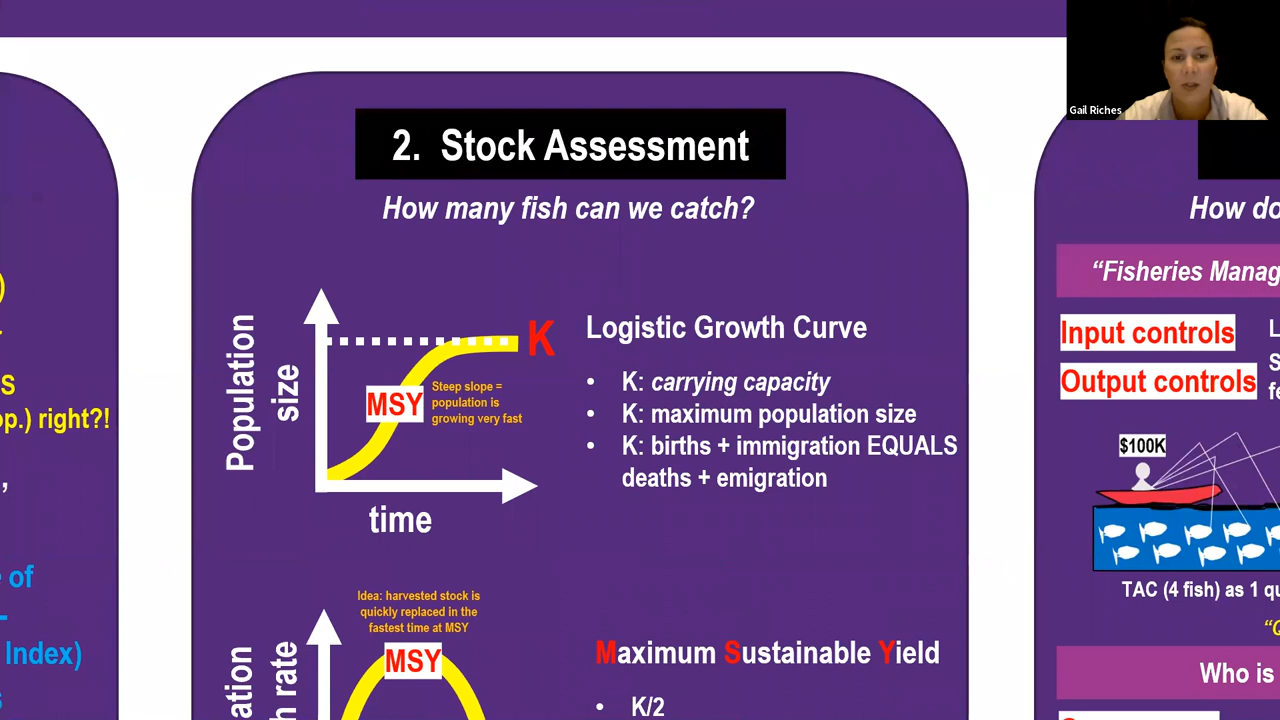 Gail Riches
)
S
op.) right?!
,
e of
Index)
2. Stock Assessment
How many fish can we catch?
Population
size
K
MSY
Steep slope =
population is
growing very fast
time
Logistic Growth Curve
• K: carrying capacity
• K: maximum population size
• K: births + immigration EQUALS
deaths + emigration
Idea: harvested stock is
quickly replaced in the
fastest time at MSY
MSY
ation
h rate
Maximum Sustainable Yield
• K/2
How do
“Fisheries Manag
Input controls
L
Output controls
S
fe
$100K
TAC (4 fish) as 1 qu
Who is